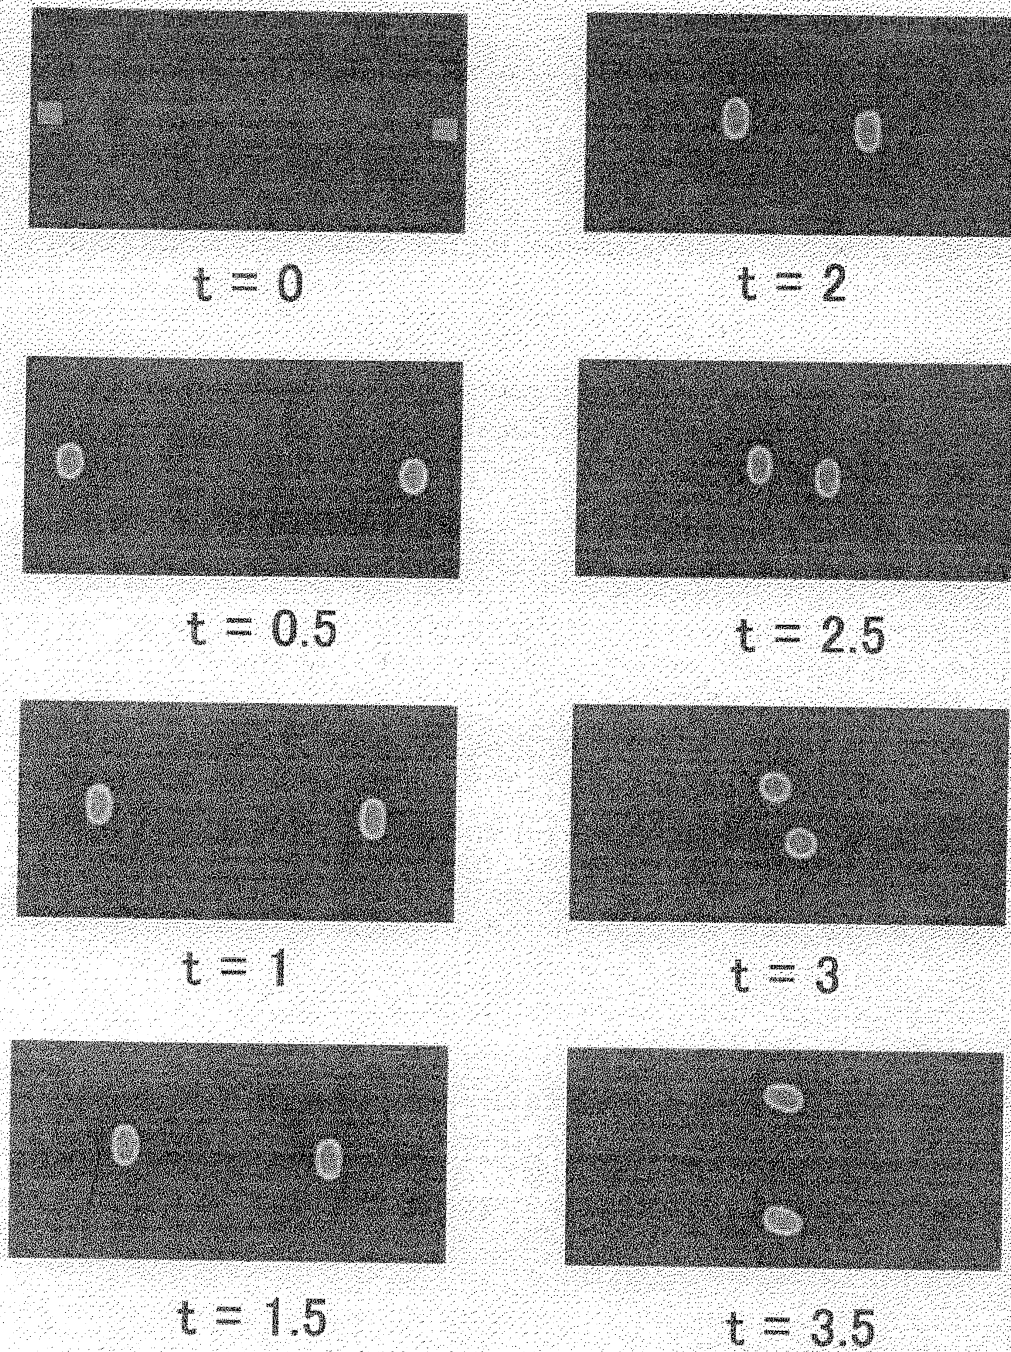 t = 0
t = 2
t = 0.5
t = 2.5
t = 1
t = 3
t = 1.5
t = 3.5